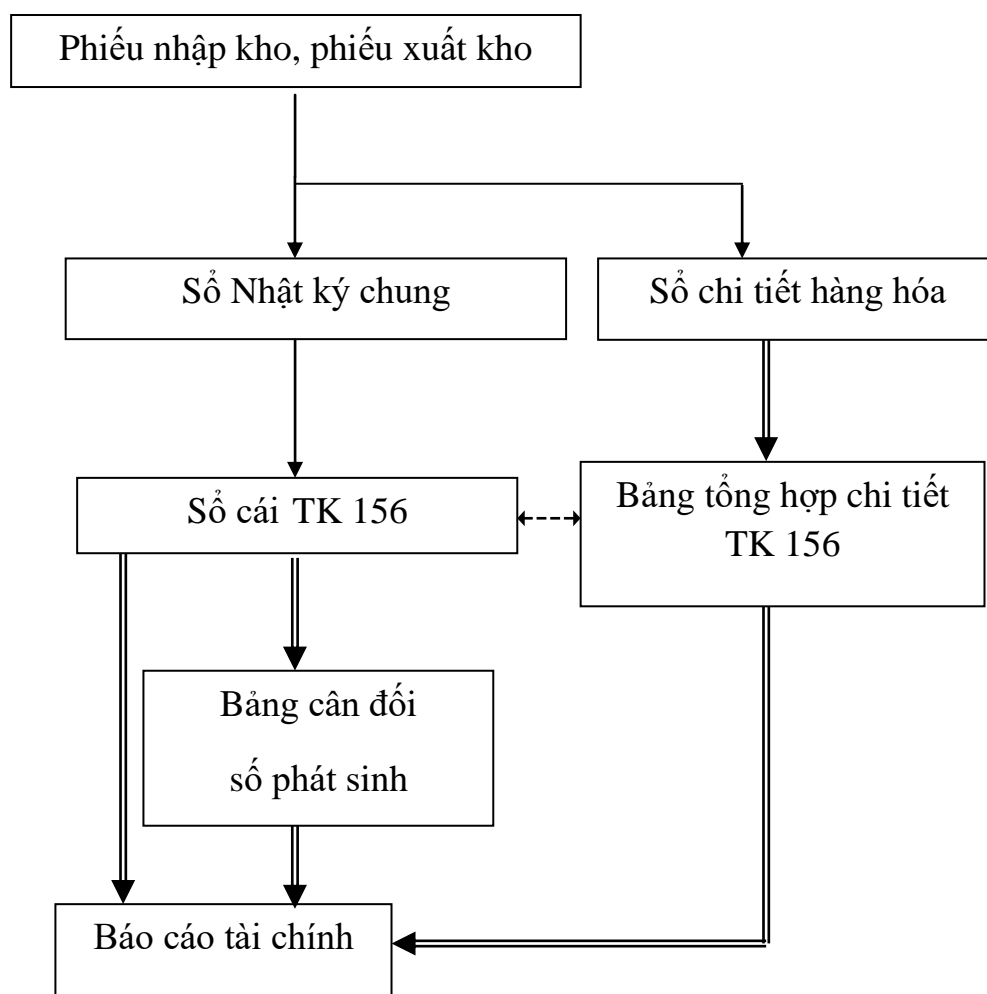 Phiếu nhập kho, phiếu xuất kho
Sổ Nhật ký chung
Sổ chi tiết hàng hóa
Sổ cái TK 156
Bảng tổng hợp chi tiết
TK 156
Bảng cân đối
số phát sinh
Báo cáo tài chính